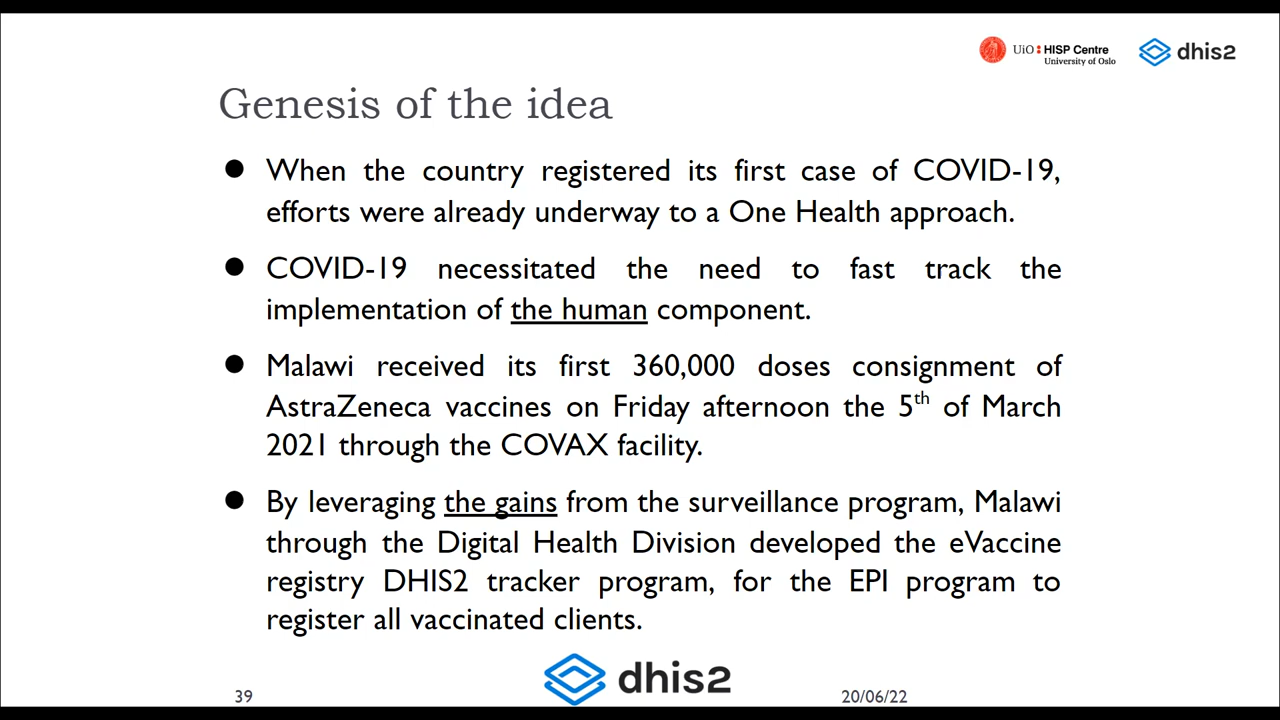 UiO : HISP Centre
University of Oslo
dhis2
Genesis of the idea
● When the country registered its first case of COVID-19,
efforts were already underway to a One Health approach.
● COVID-19 necessitated the need to fast track the
implementation of the human component.
● Malawi received its first 360,000 doses consignment of
AstraZeneca vaccines on Friday afternoon the 5th of March
2021 through the COVAX facility.
● By leveraging the gains from the surveillance program, Malawi
through the Digital Health Division developed the eVaccine
registry DHIS2 tracker program, for the EPI program to
register all vaccinated clients.
39
dhis2
20/06/22